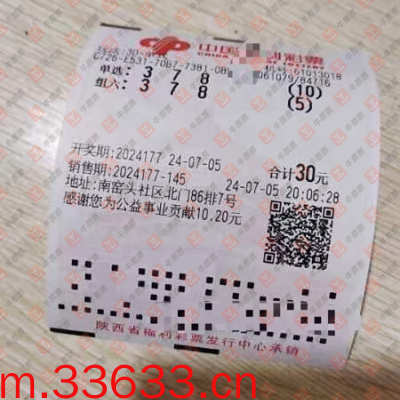 中国 福利彩票
单选: 3 7 8 (10)
组六: 3 7 8 (5)
开奖期:2024177 24-07-05 合计30元
销售期:2024177-145 24-07-05 20:06:28
地址:南窑头社区北门86排7号
感谢您为公益事业贡献10.20元
陕西省福利彩票发行中心承销
m.33633.cn